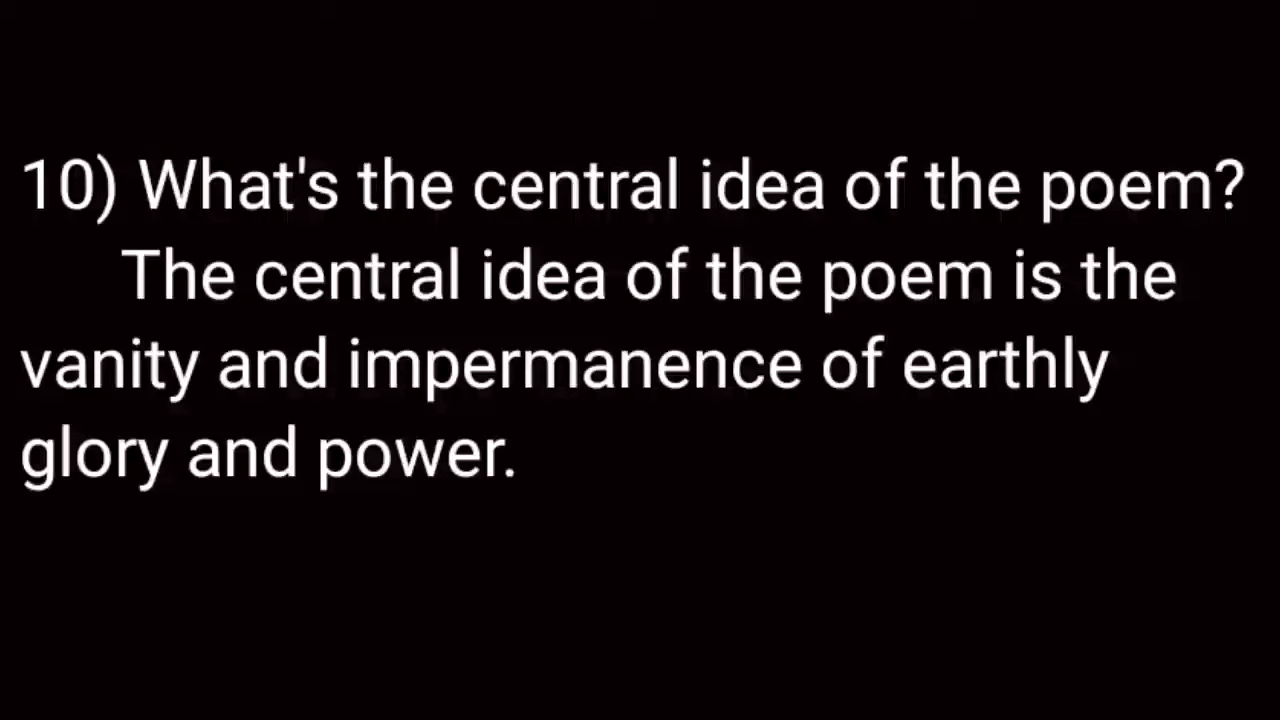 10) What's the central idea of the poem?
The central idea of the poem is the
vanity and impermanence of earthly
glory and power.